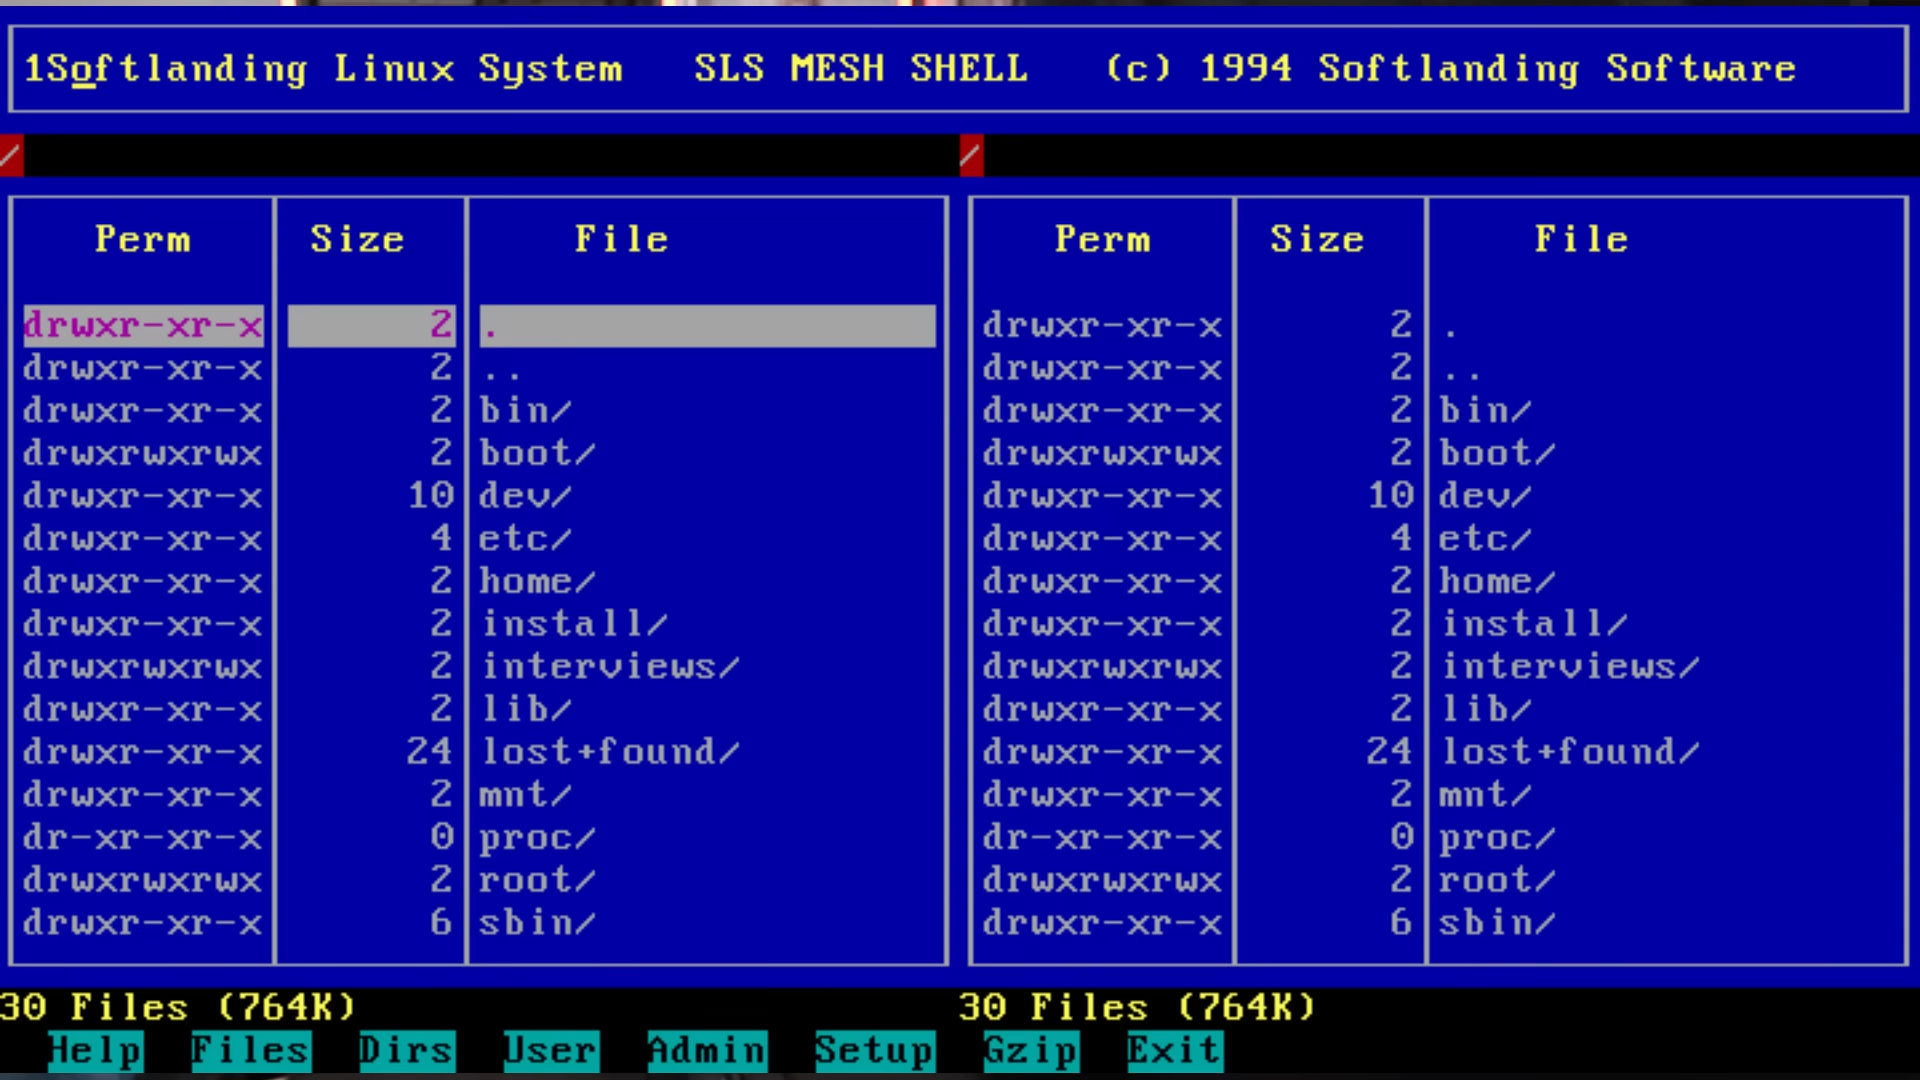 1Softlanding Linux System   SLS MESH SHELL   (c) 1994 Softlanding Software
/ /
Perm Size File Perm Size File
drwxr-xr-x 2 . drwxr-xr-x 2 .
drwxr-xr-x 2 .. drwxr-xr-x 2 ..
drwxr-xr-x 2 bin/ drwxr-xr-x 2 bin/
drwxrwxrwx 2 boot/ drwxrwxrwx 2 boot/
drwxr-xr-x 10 dev/ drwxr-xr-x 10 dev/
drwxr-xr-x 4 etc/ drwxr-xr-x 4 etc/
drwxr-xr-x 2 home/ drwxr-xr-x 2 home/
drwxr-xr-x 2 install/ drwxr-xr-x 2 install/
drwxrwxrwx 2 interviews/ drwxrwxrwx 2 interviews/
drwxr-xr-x 2 lib/ drwxr-xr-x 2 lib/
drwxr-xr-x 24 lost+found/ drwxr-xr-x 24 lost+found/
drwxr-xr-x 2 mnt/ drwxr-xr-x 2 mnt/
dr-xr-xr-x 0 proc/ dr-xr-xr-x 0 proc/
drwxrwxrwx 2 root/ drwxrwxrwx 2 root/
drwxr-xr-x 6 sbin/ drwxr-xr-x 6 sbin/
30 Files (764K) 30 Files (764K)
Help Files Dirs User Admin Setup Gzip Exit